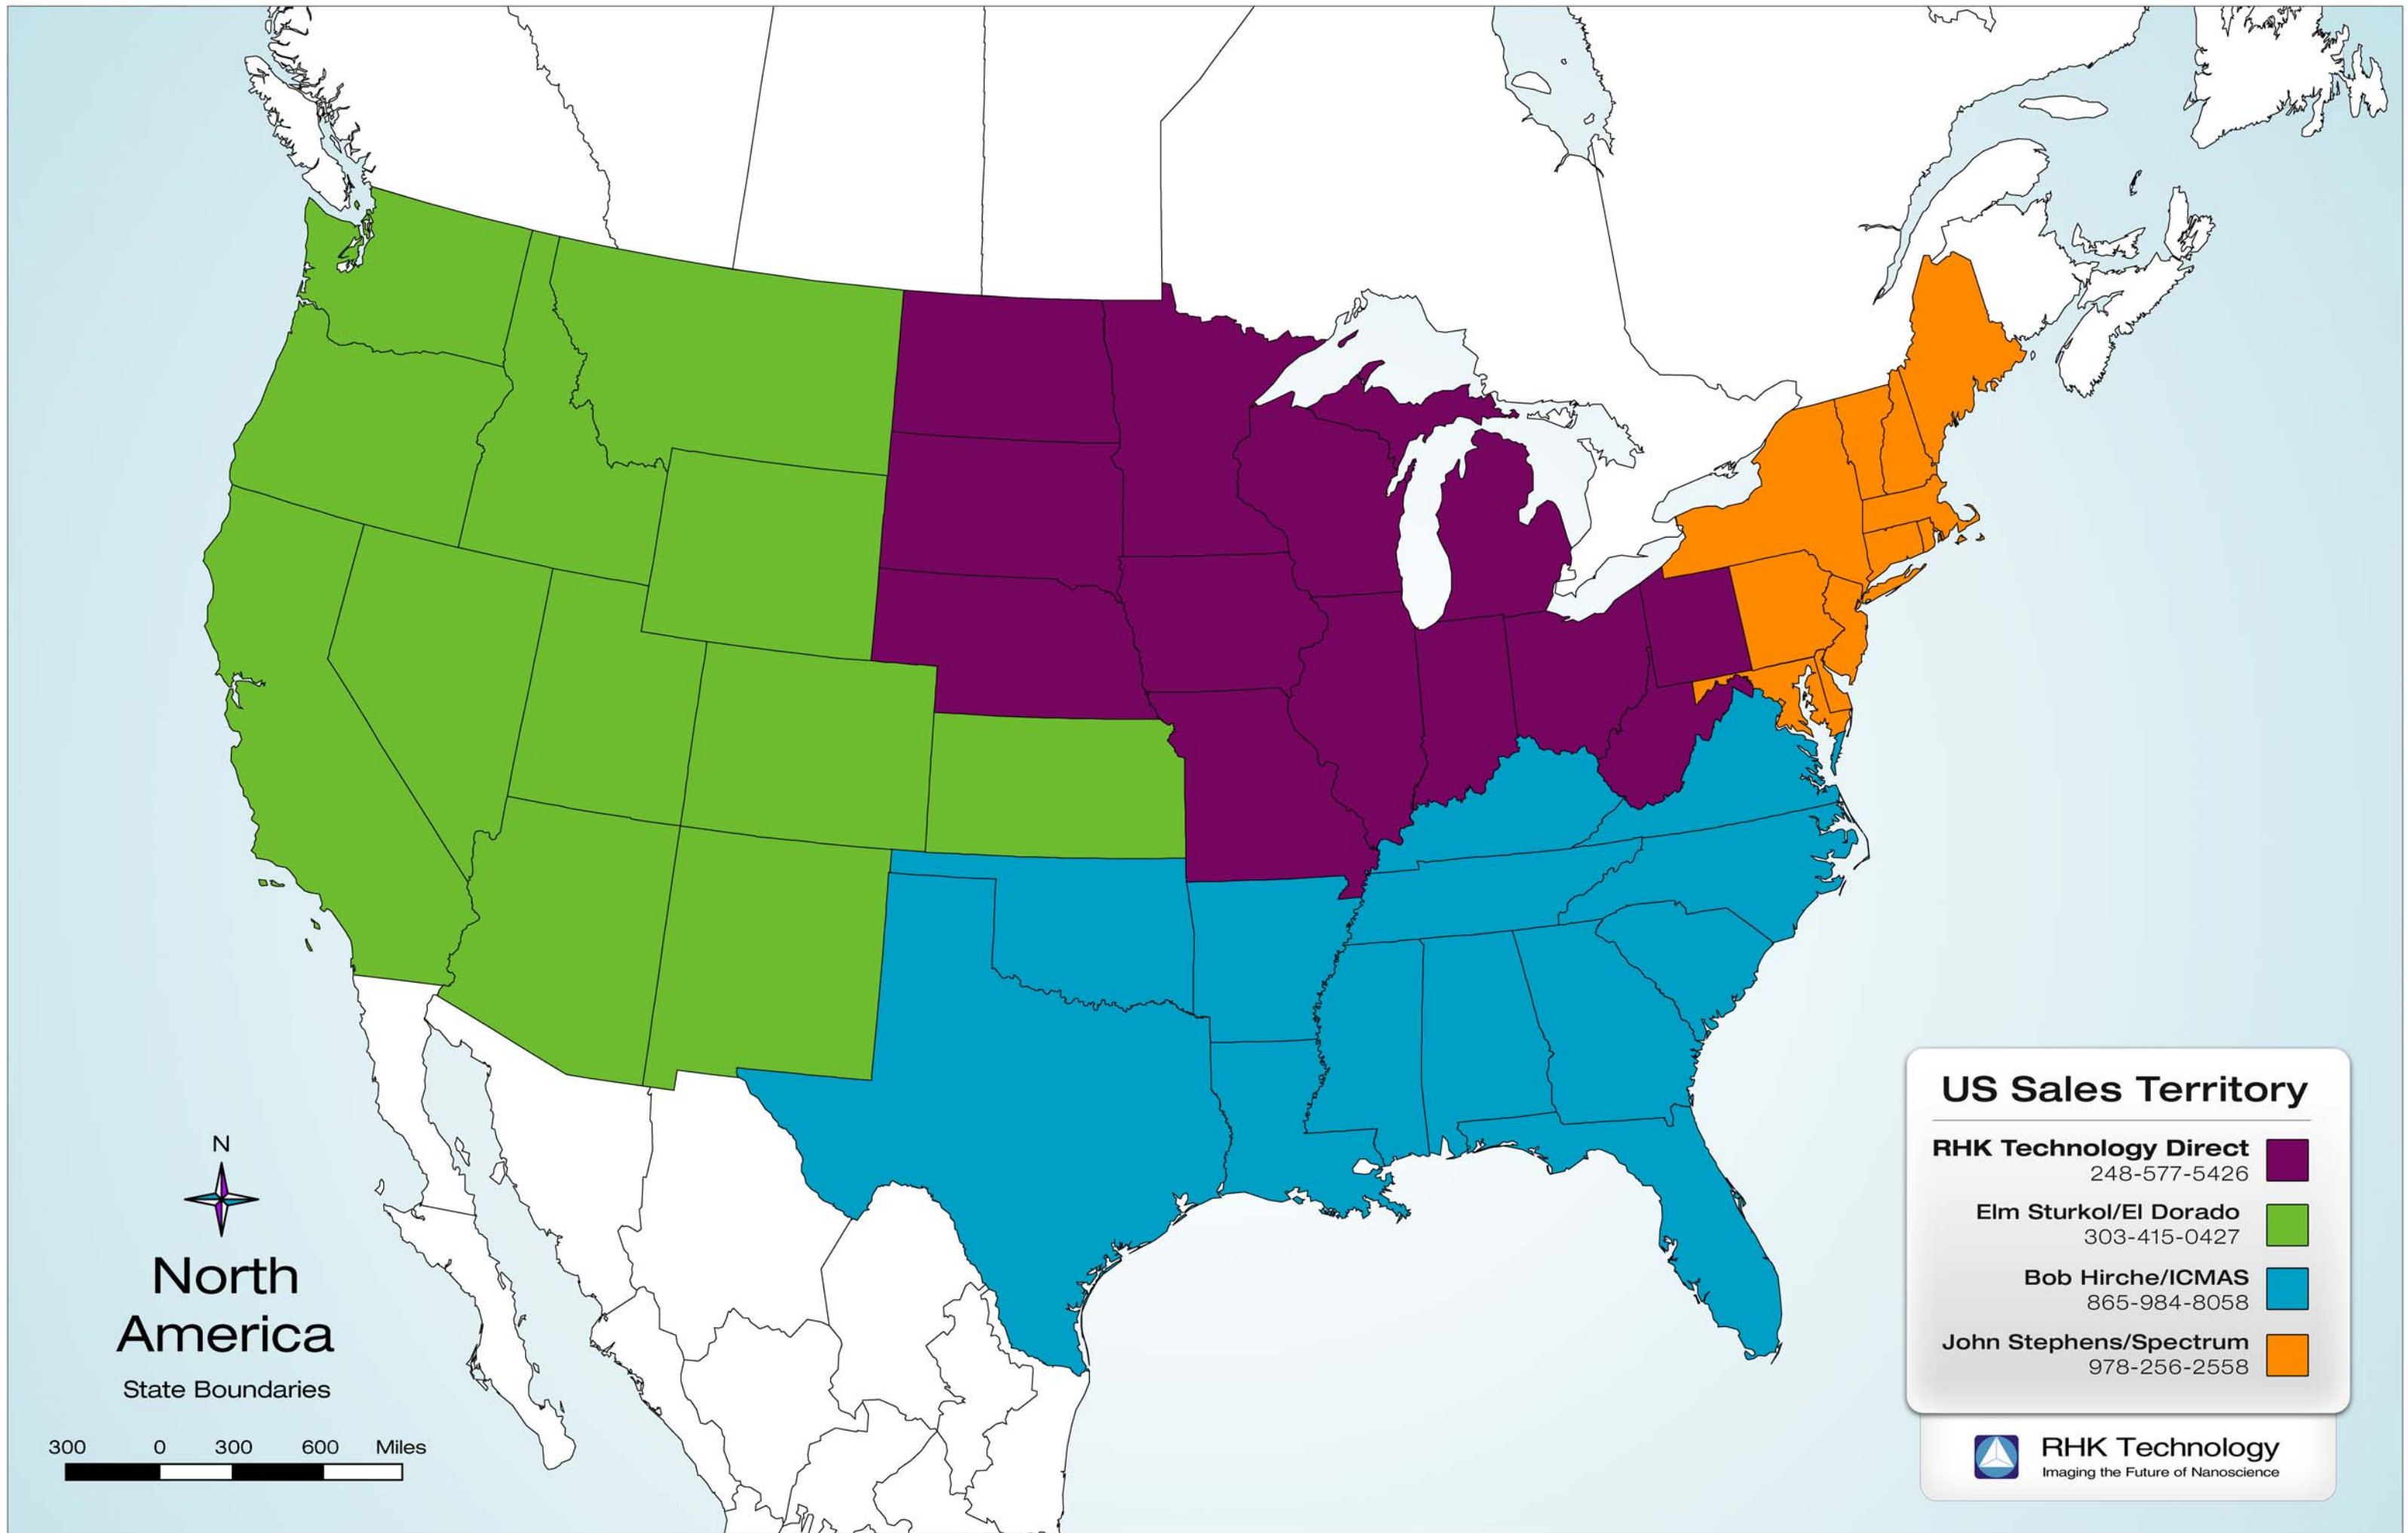 US Sales Territory
RHK Technology Direct
248-577-5426
Elm Sturkol/El Dorado
303-415-0427
Bob Hirche/ICMAS
865-984-8058
John Stephens/Spectrum
978-256-2558
RHK Technology
Imaging the Future of Nanoscience
N
North
America
State Boundaries
300 0 300 600 Miles